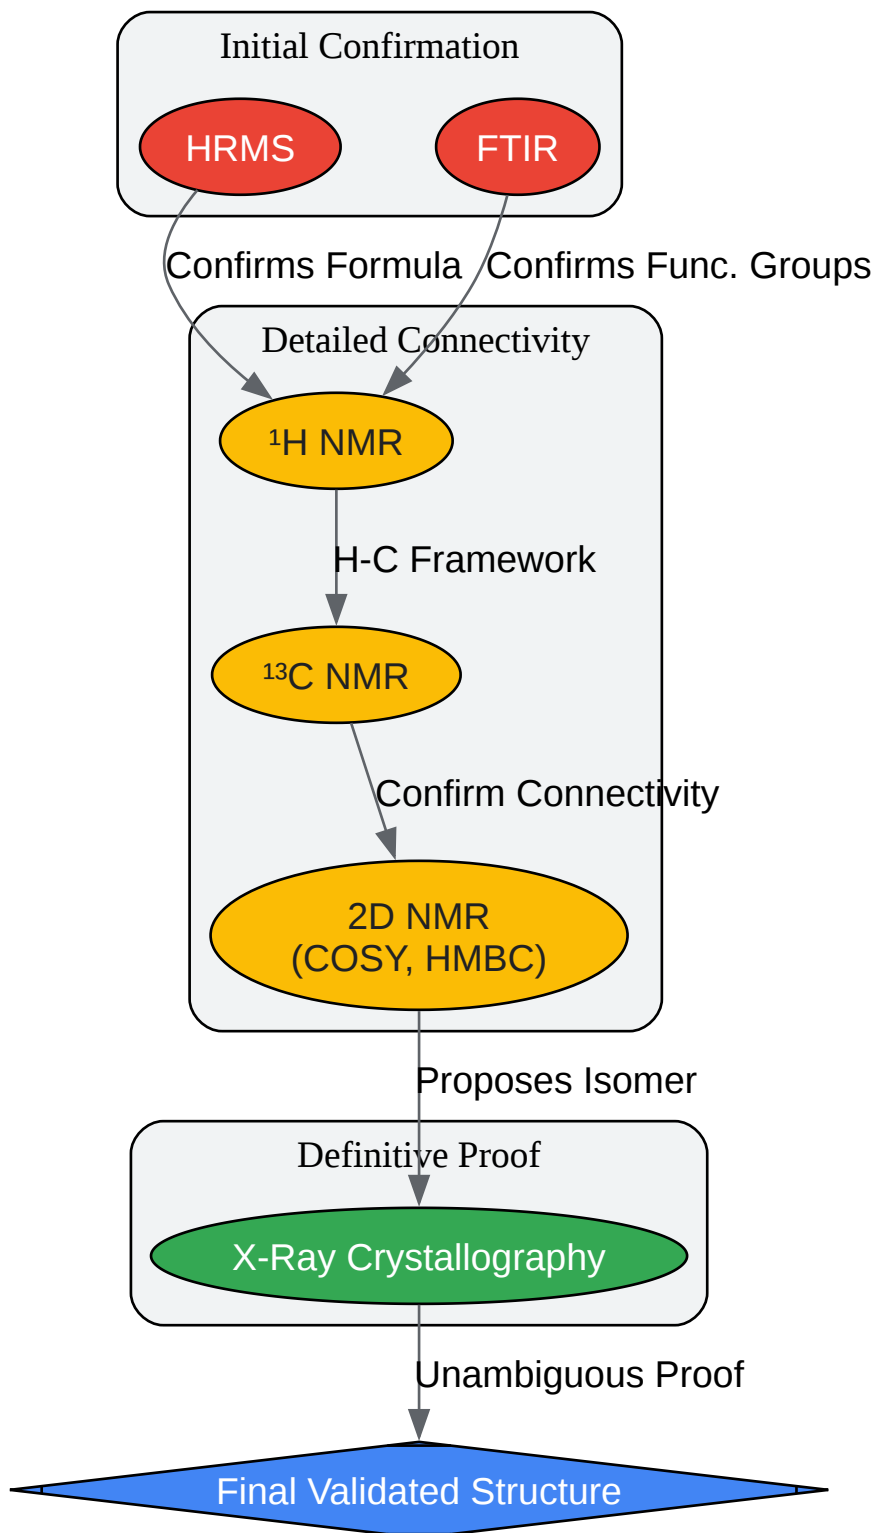 Initial Confirmation
HRMS
FTIR
Confirms Formula
Confirms Func. Groups
Detailed Connectivity
¹H NMR
H-C Framework
¹³C NMR
Confirm Connectivity
2D NMR
(COSY, HMBC)
Proposes Isomer
Definitive Proof
X-Ray Crystallography
Unambiguous Proof
Final Validated Structure